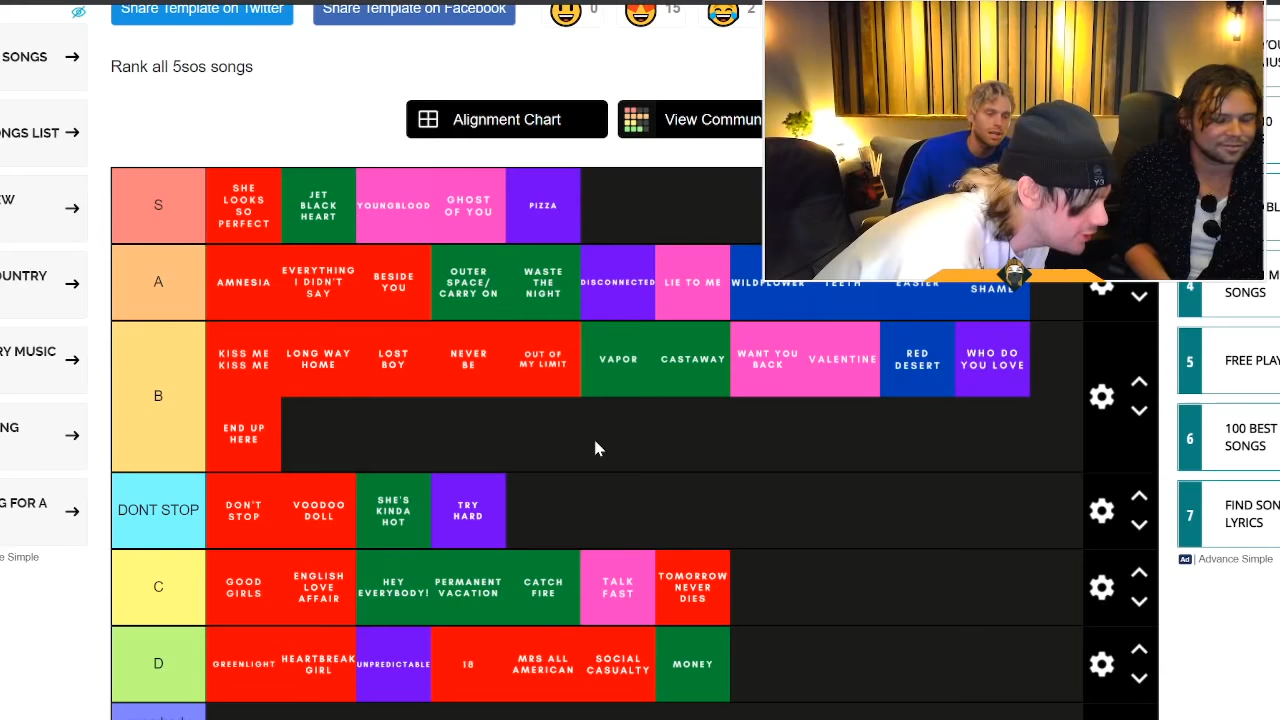 Share Template on Twitter
Share Template on Facebook
0
15
2
SONGS
Rank all 5sos songs
Alignment Chart
View Commun
NGS LIST
S
SHE
LOOKS
SO
PERFECT
JET
BLACK
HEART
YOUNGBLOOD
GHOST
OF YOU
PIZZA
A
AMNESIA
EVERYTHING
I DIDN'T
SAY
BESIDE
YOU
OUTER
SPACE/
CARRY ON
WASTE
THE
NIGHT
DISCONNECTED
LIE TO ME
WILDFLOWER
TEETH
EASIER
SHAME
OUNTRY
4
SONGS
B
KISS ME
KISS ME
LONG WAY
HOME
LOST
BOY
NEVER
BE
OUT OF
MY LIMIT
VAPOR
CASTAWAY
WANT YOU
BACK
VALENTINE
RED
DESERT
WHO DO
YOU LOVE
END UP
HERE
RY MUSIC
5
FREE PLAY
NG
6
100 BEST
SONGS
DONT STOP
DON'T
STOP
VOODOO
DOLL
SHE'S
KINDA
HOT
TRY
HARD
G FOR A
7
FIND SON
LYRICS
e Simple
Ad | Advance Simple
C
GOOD
GIRLS
ENGLISH
LOVE
AFFAIR
HEY
EVERYBODY!
PERMANENT
VACATION
CATCH
FIRE
TALK
FAST
TOMORROW
NEVER
DIES
D
GREENLIGHT
HEARTBREAK
GIRL
UNPREDICTABLE
18
MRS ALL
AMERICAN
SOCIAL
CASUALTY
MONEY